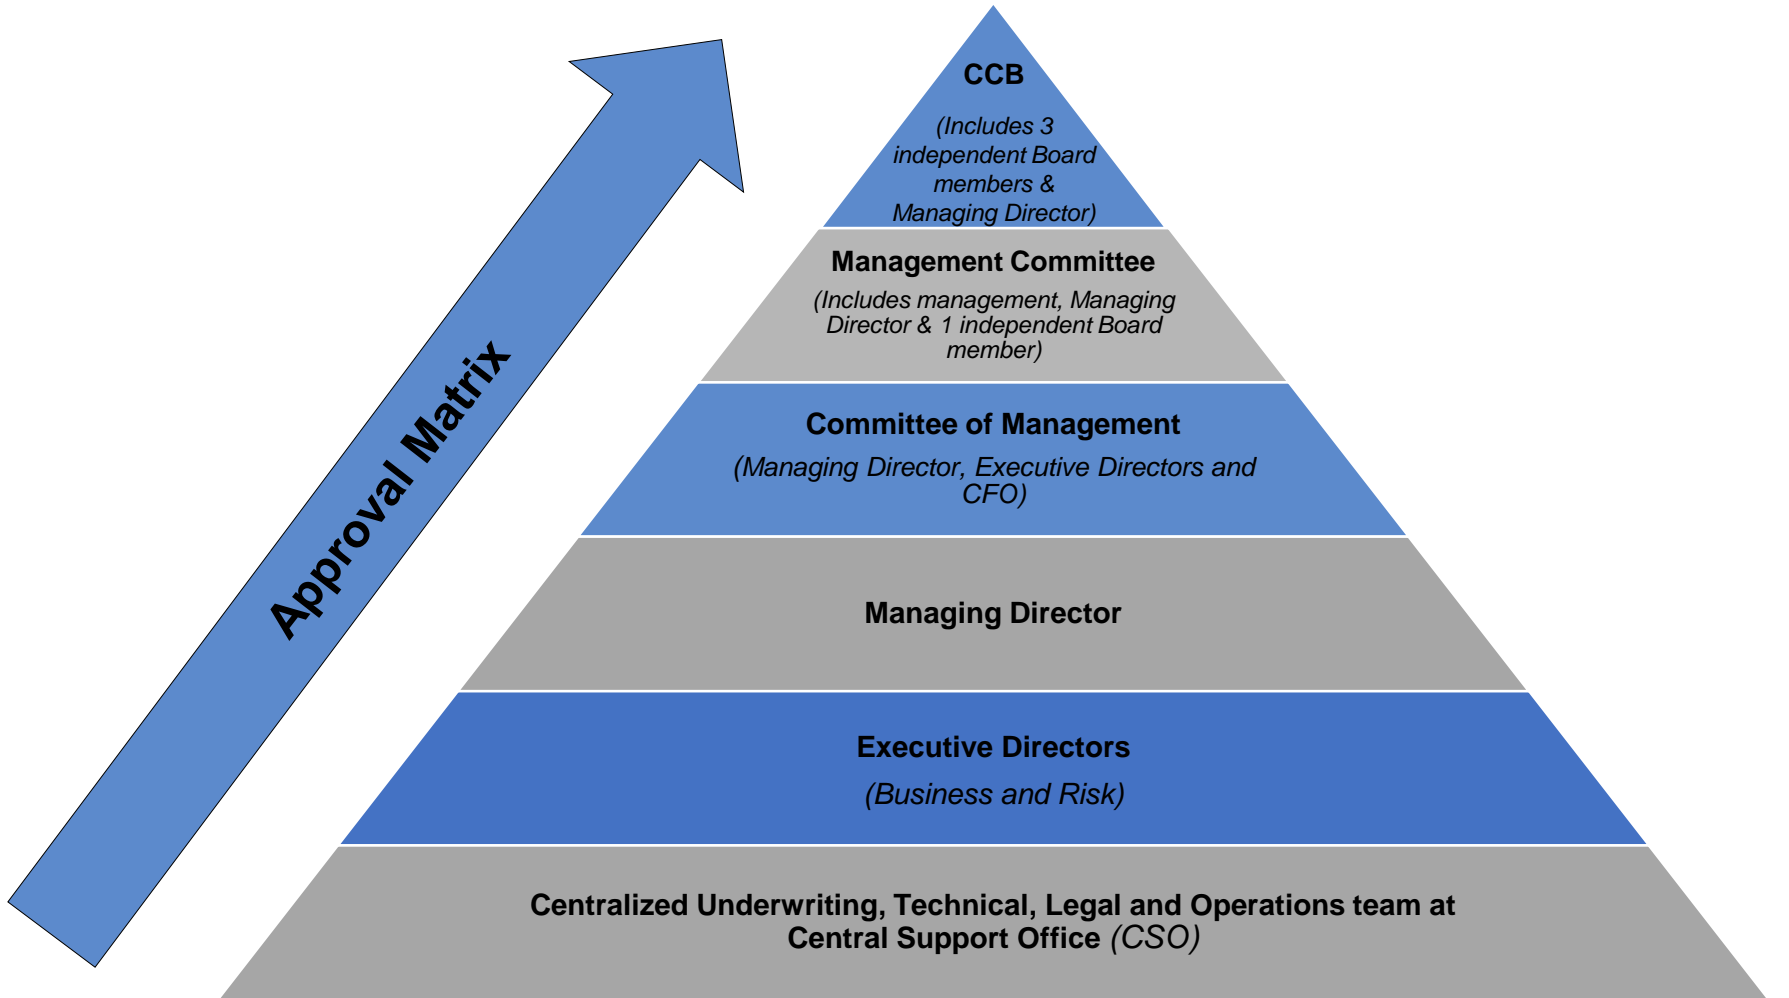 Approval Matrix
CCB
(Includes 3
independent Board
members &
Managing Director)
Management Committee
(Includes management, Managing
Director & 1 independent Board
member)
Committee of Management
(Managing Director, Executive Directors and
CFO)
Managing Director
Executive Directors
(Business and Risk)
Centralized Underwriting, Technical, Legal and Operations team at
Central Support Office (CSO)